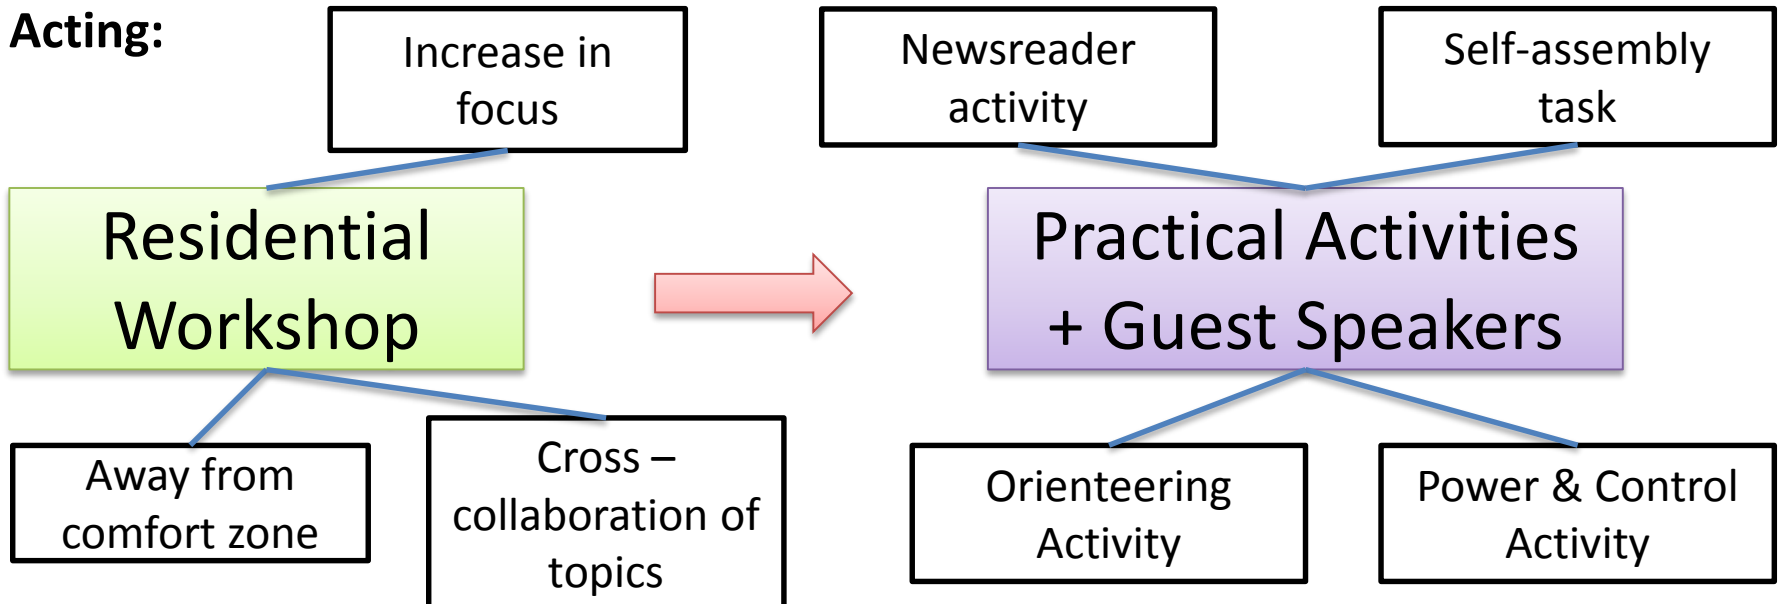 Acting:
Increase in
focus
Newsreader
activity
Self-assembly
task
Residential
Workshop
Practical Activities
+ Guest Speakers
Away from
comfort zone
Cross –
collaboration of
topics
Orienteering
Activity
Power & Control
Activity